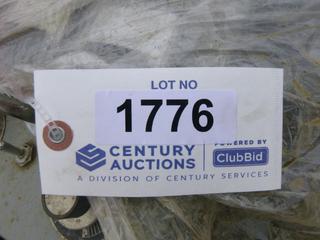 LOT NO
1776
CENTURY AUCTIONS
POWERED BY
ClubBid
A DIVISION OF CENTURY SERVICES